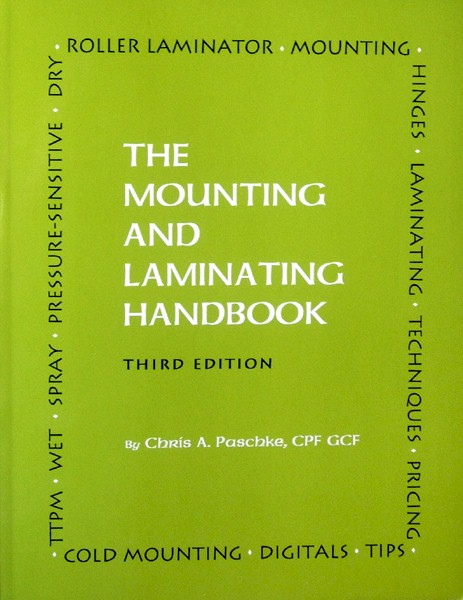 ROLLER LAMINATOR · MOUNTING ·
HINGES · LAMINATING · TECHNIQUES · PRICING
COLD MOUNTING · DIGITALS · TIPS ·
TTPM · WET · SPRAY · PRESSURE-SENSITIVE · DRY ·
THE
MOUNTING
AND
LAMINATING
HANDBOOK
THIRD EDITION
By Chris A. Paschke, CPF GCF